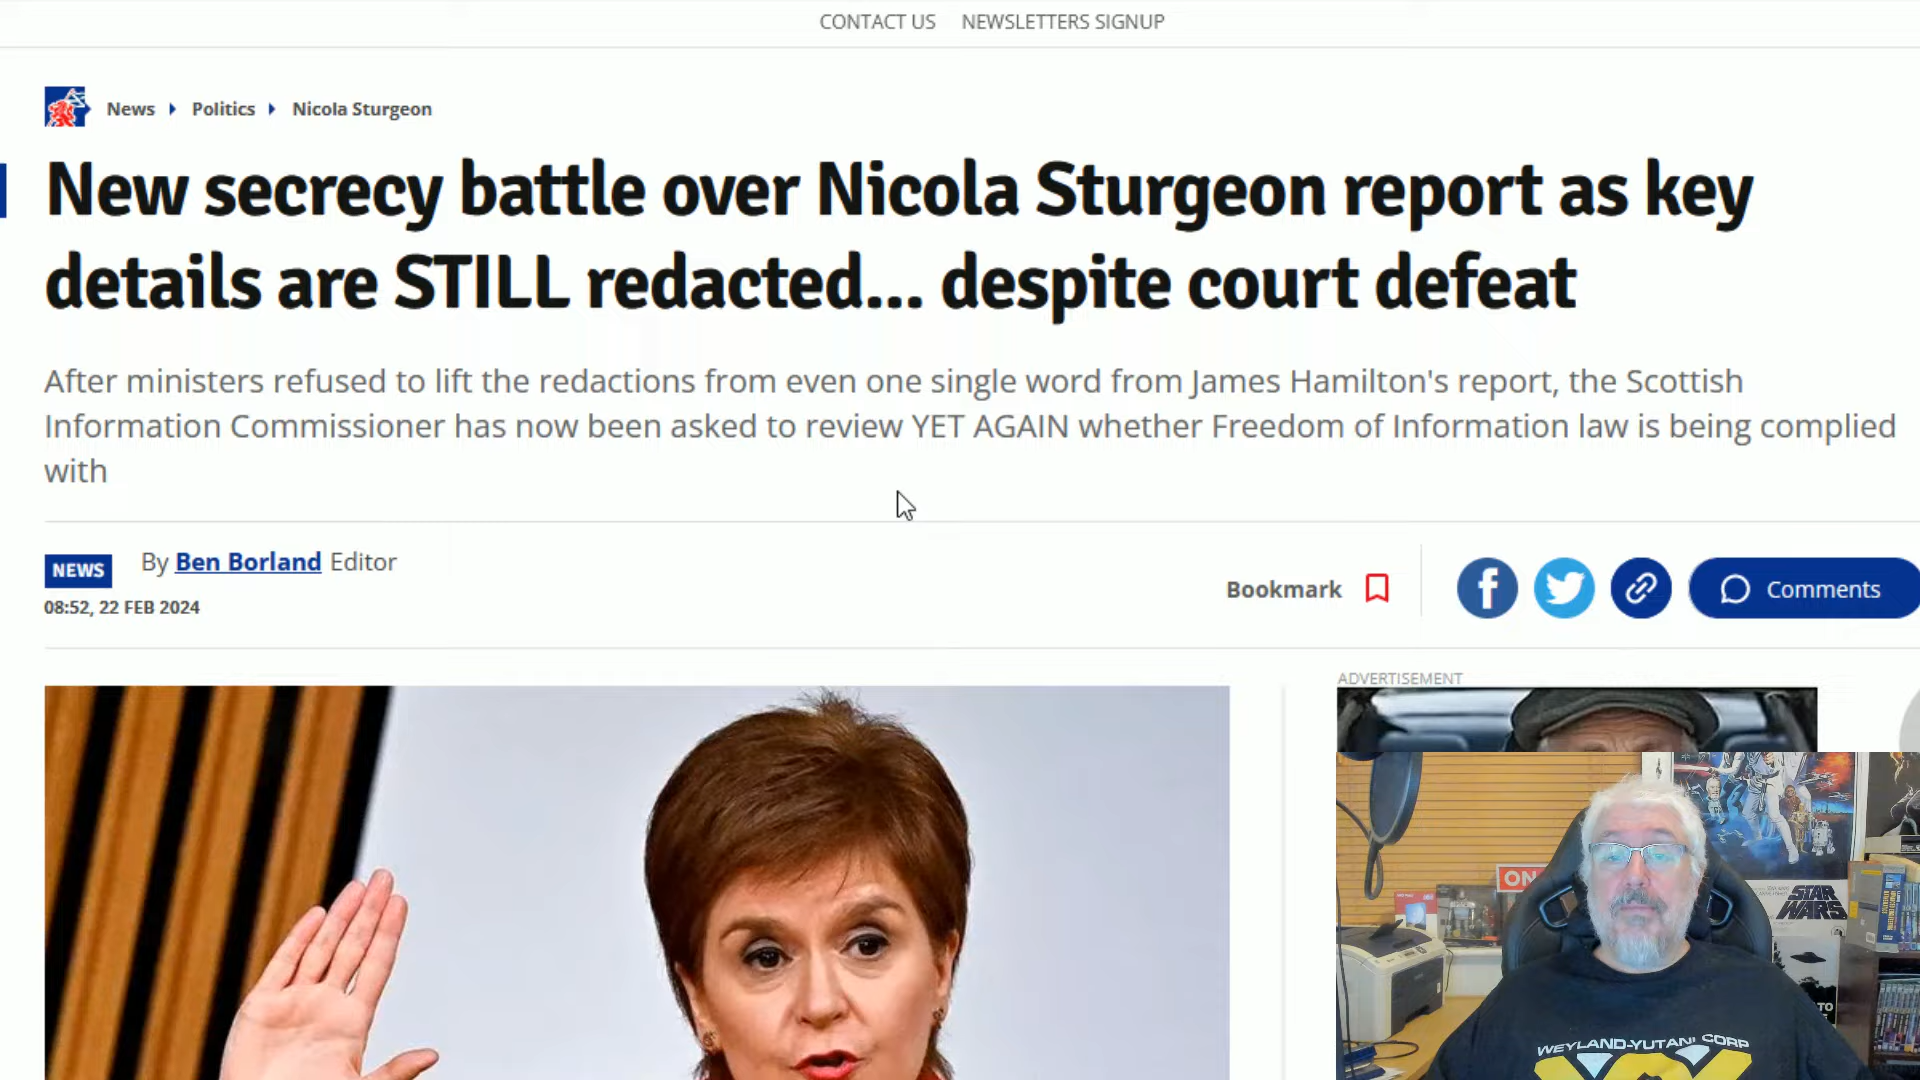 CONTACT US NEWSLETTERS SIGNUP
News Politics Nicola Sturgeon
New secrecy battle over Nicola Sturgeon report as key
details are STILL redacted... despite court defeat
After ministers refused to lift the redactions from even one single word from James Hamilton's report, the Scottish
Information Commissioner has now been asked to review YET AGAIN whether Freedom of Information law is being complied
with
NEWS By Ben Borland Editor
08:52, 22 FEB 2024
Bookmark
Comments
ADVERTISEMENT
ON
STAR
WARS
TO
WEYLAND-YUTANI CORP